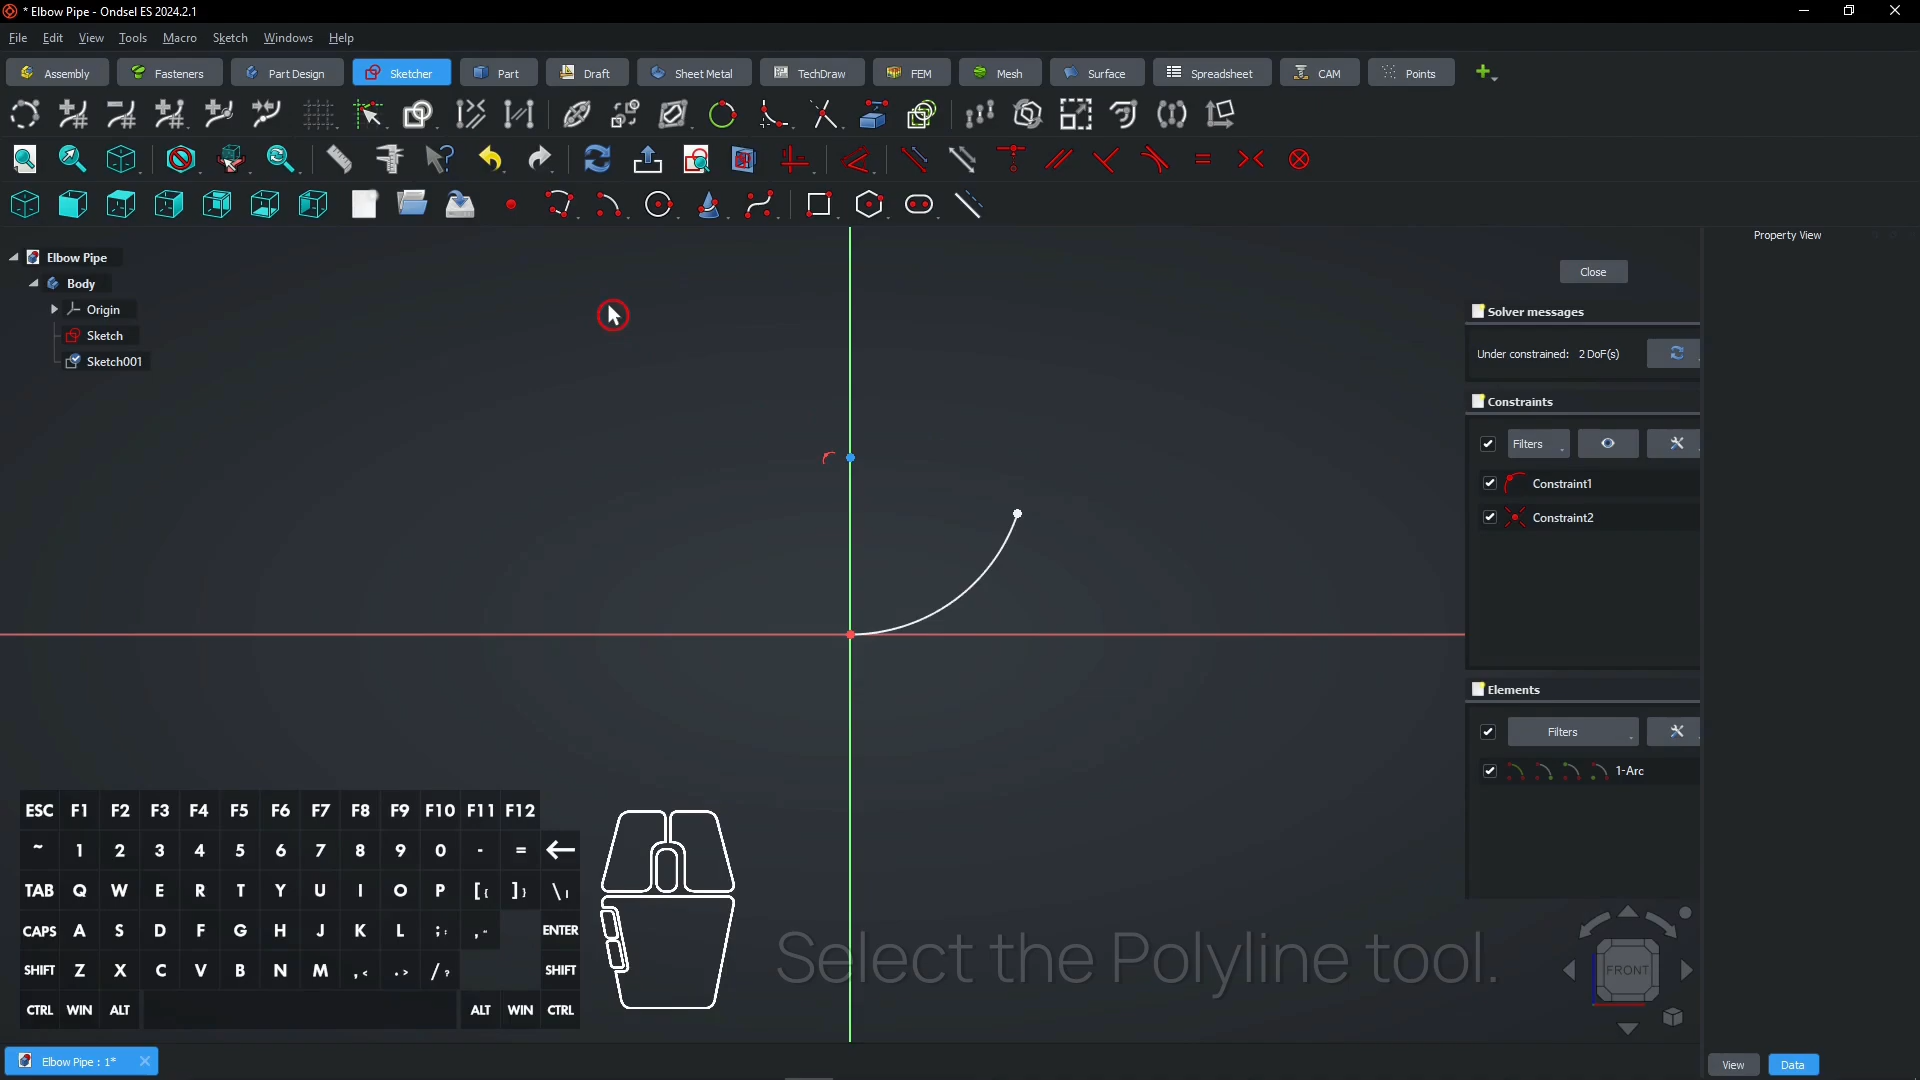 * Elbow Pipe - Ondsel ES 2024.2.1
File Edit View Tools Macro Sketch Windows Help
Assembly Fasteners Part Design Sketcher Part Draft Sheet Metal TechDraw FEM Mesh Surface Spreadsheet CAM Points
Elbow Pipe
Body
Origin
Sketch
Sketch001
Property View
Close
Solver messages
Under constrained: 2 DoF(s)
Constraints
Filters
Constraint1
Constraint2
Elements
Filters
1-Arc
ESC F1 F2 F3 F4 F5 F6 F7 F8 F9 F10 F11 F12
~ 1 2 3 4 5 6 7 8 9 0 - =
TAB Q W E R T Y U I O P [{ ]} \|
CAPS A S D F G H J K L ;: ,“ ENTER
SHIFT Z X C V B N M ,< .> /? SHIFT
CTRL WIN ALT ALT WIN CTRL
Select the Polyline tool.
FRONT
Elbow Pipe : 1*
View Data